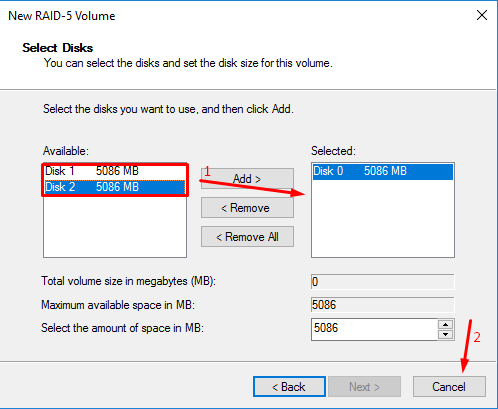 New RAID-5 Volume
Select Disks
You can select the disks and set the disk size for this volume.
Select the disks you want to use, and then click Add.
Available:
Selected:
Disk 1 5086 MB
Disk 2 5086 MB
1
Add >
< Remove
< Remove All
Disk 0 5086 MB
Total volume size in megabytes (MB):
0
Maximum available space in MB:
5086
Select the amount of space in MB:
5086
2
< Back
Next >
Cancel